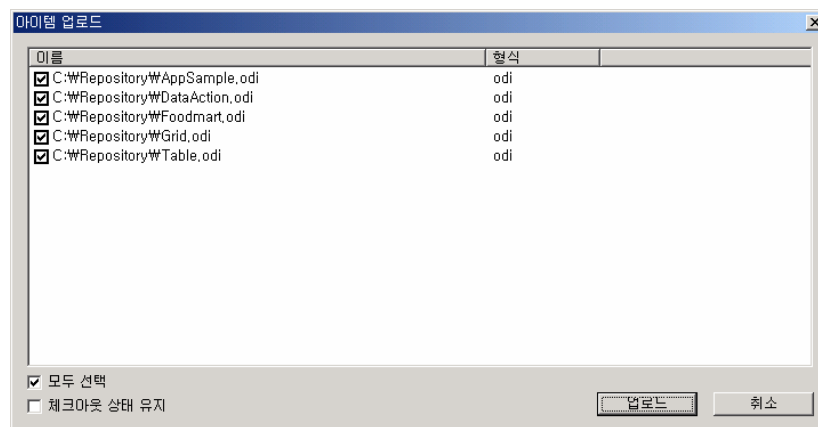 아이템 업로드
이름 형식
C:₩Repository₩AppSample.odi odi
C:₩Repository₩DataAction.odi odi
C:₩Repository₩Foodmart.odi odi
C:₩Repository₩Grid.odi odi
C:₩Repository₩Table.odi odi
모두 선택
체크아웃 상태 유지
업로드 취소